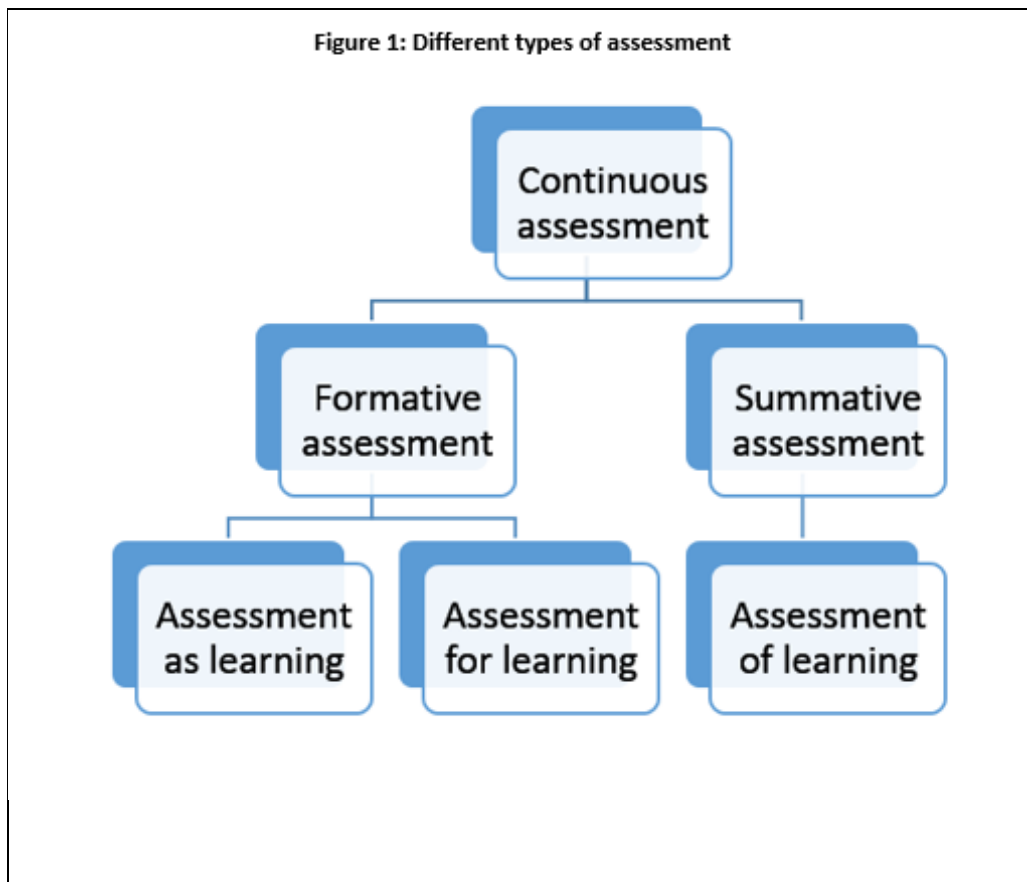 Figure 1: Different types of assessment
Continuous
assessment
Formative
assessment
Summative
assessment
Assessment
as learning
Assessment
for learning
Assessment
of learning